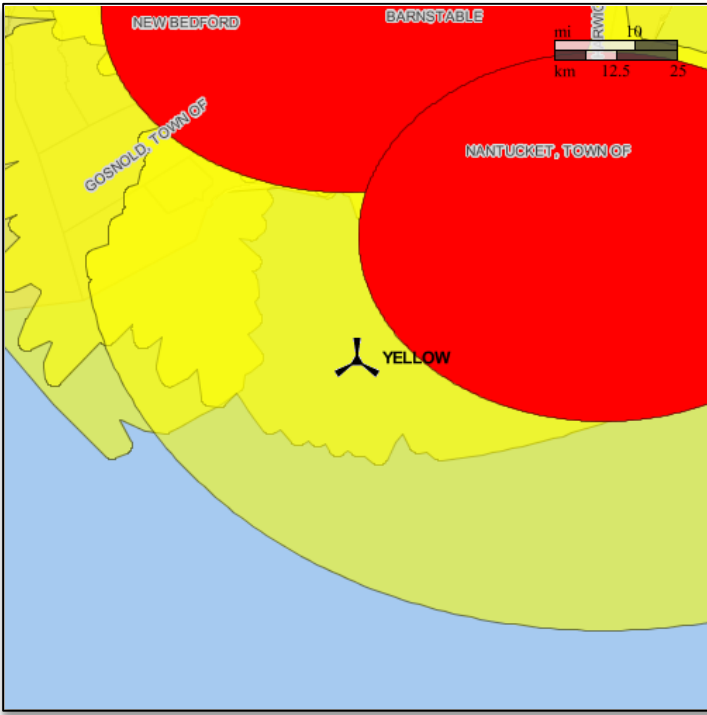 NEW BEDFORD
BARNSTABLE
mi 10
km 12.5 25
GOSNOLD, TOWN OF
NANTUCKET, TOWN OF
YELLOW